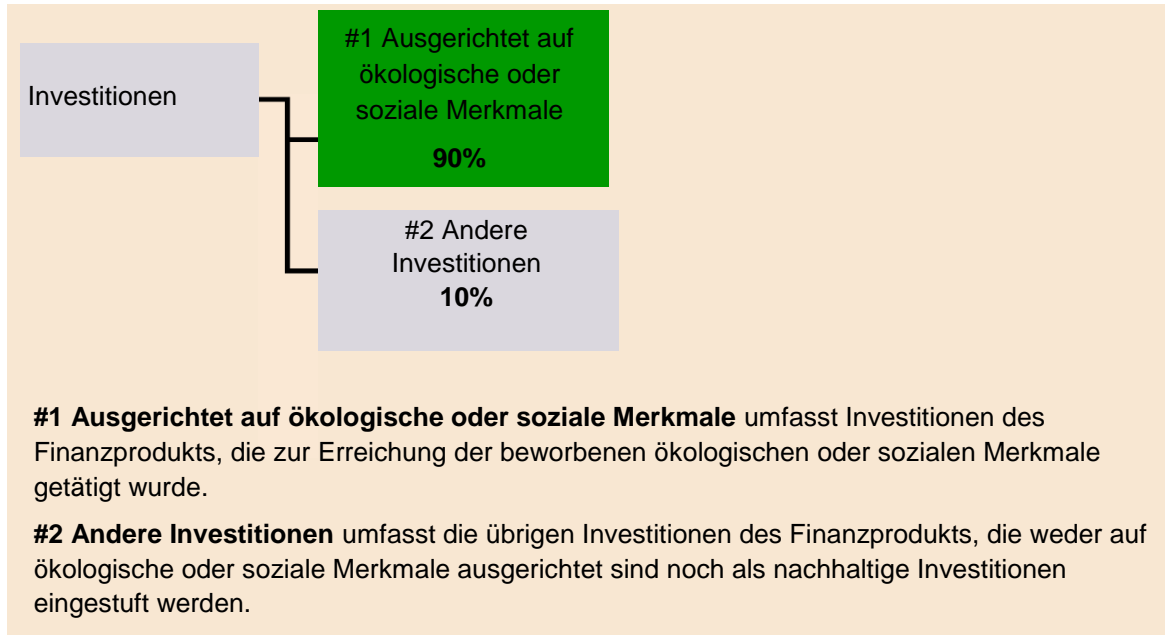 Investitionen
#1 Ausgerichtet auf
ökologische oder
soziale Merkmale
90%
#2 Andere
Investitionen
10%
#1 Ausgerichtet auf ökologische oder soziale Merkmale umfasst Investitionen des
Finanzprodukts, die zur Erreichung der beworbenen ökologischen oder sozialen Merkmale
getätigt wurde.
#2 Andere Investitionen umfasst die übrigen Investitionen des Finanzprodukts, die weder auf
ökologische oder soziale Merkmale ausgerichtet sind noch als nachhaltige Investitionen
eingestuft werden.